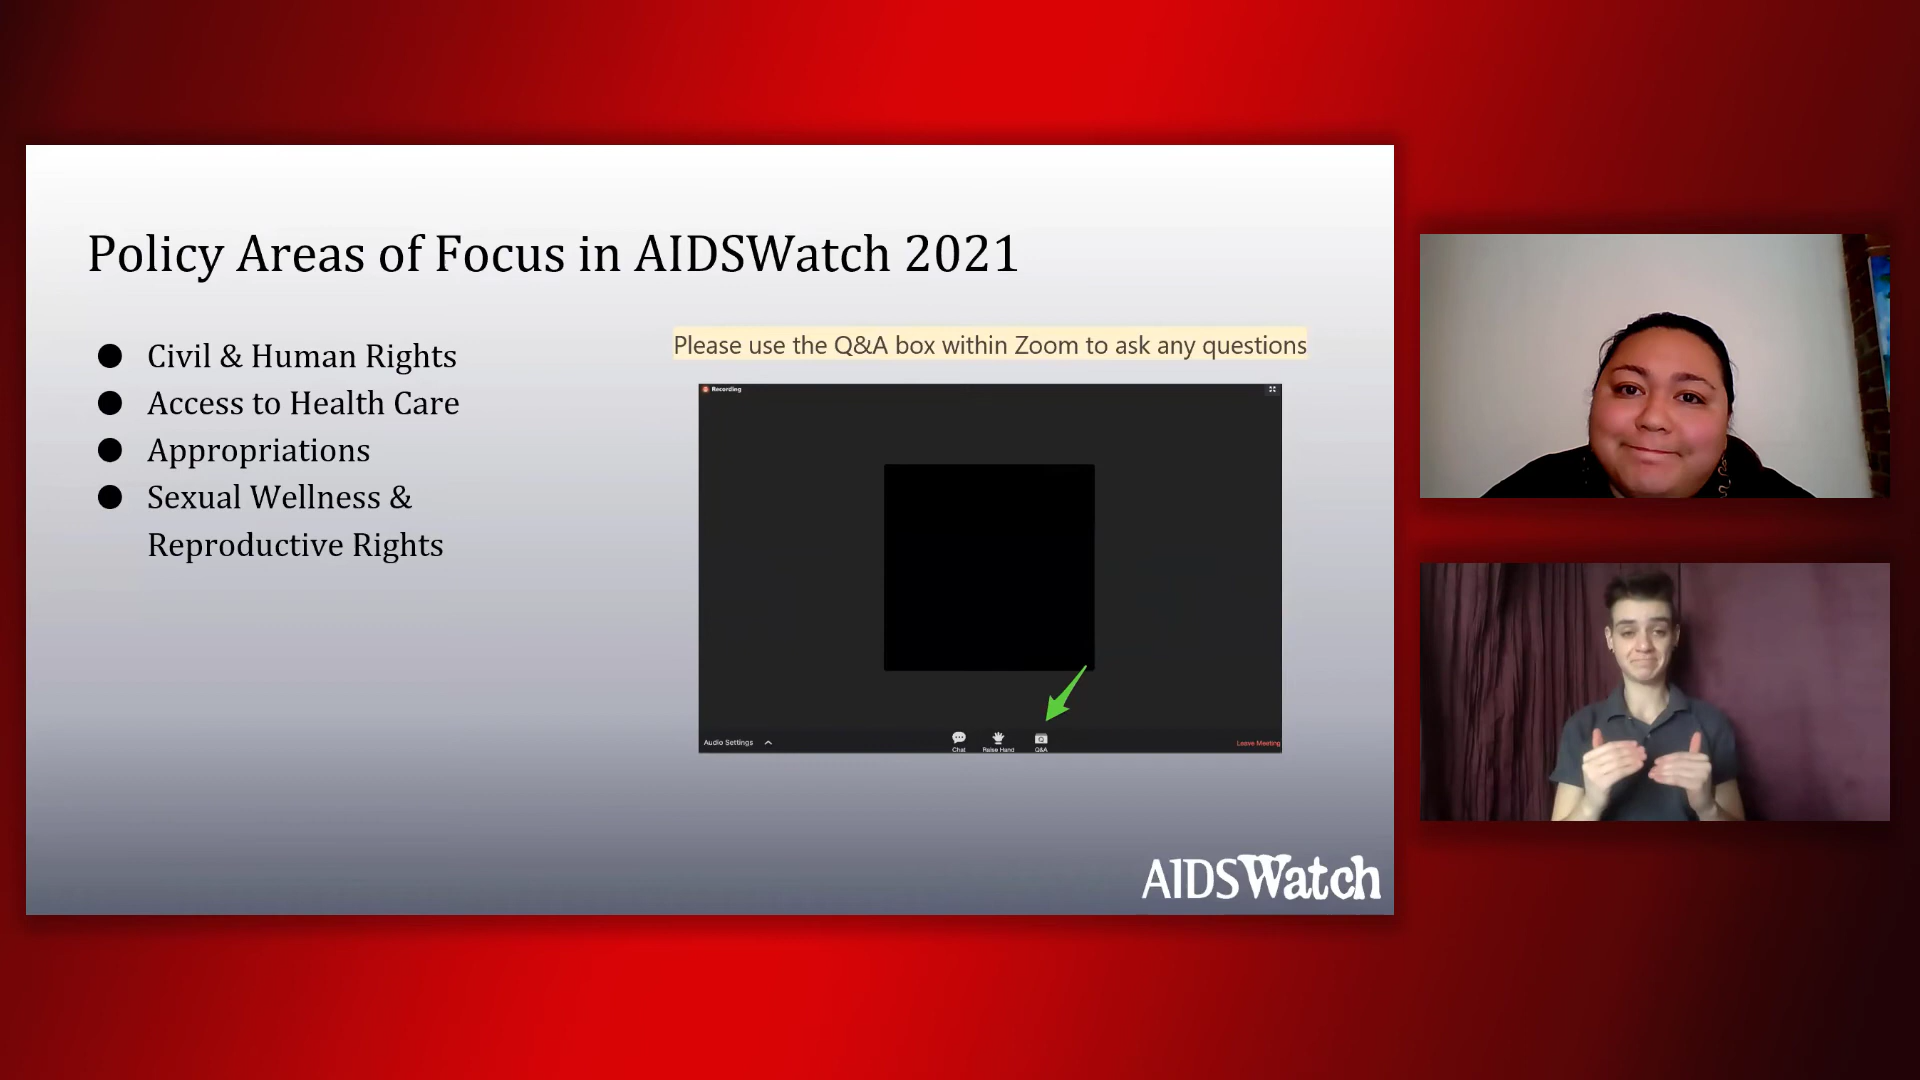 Policy Areas of Focus in AIDSWatch 2021
● Civil & Human Rights
● Access to Health Care
● Appropriations
● Sexual Wellness &
Reproductive Rights
Please use the Q&A box within Zoom to ask any questions
Recording
Audio Settings
Chat
Raise Hand
Q&A
Leave Meeting
AIDSWatch